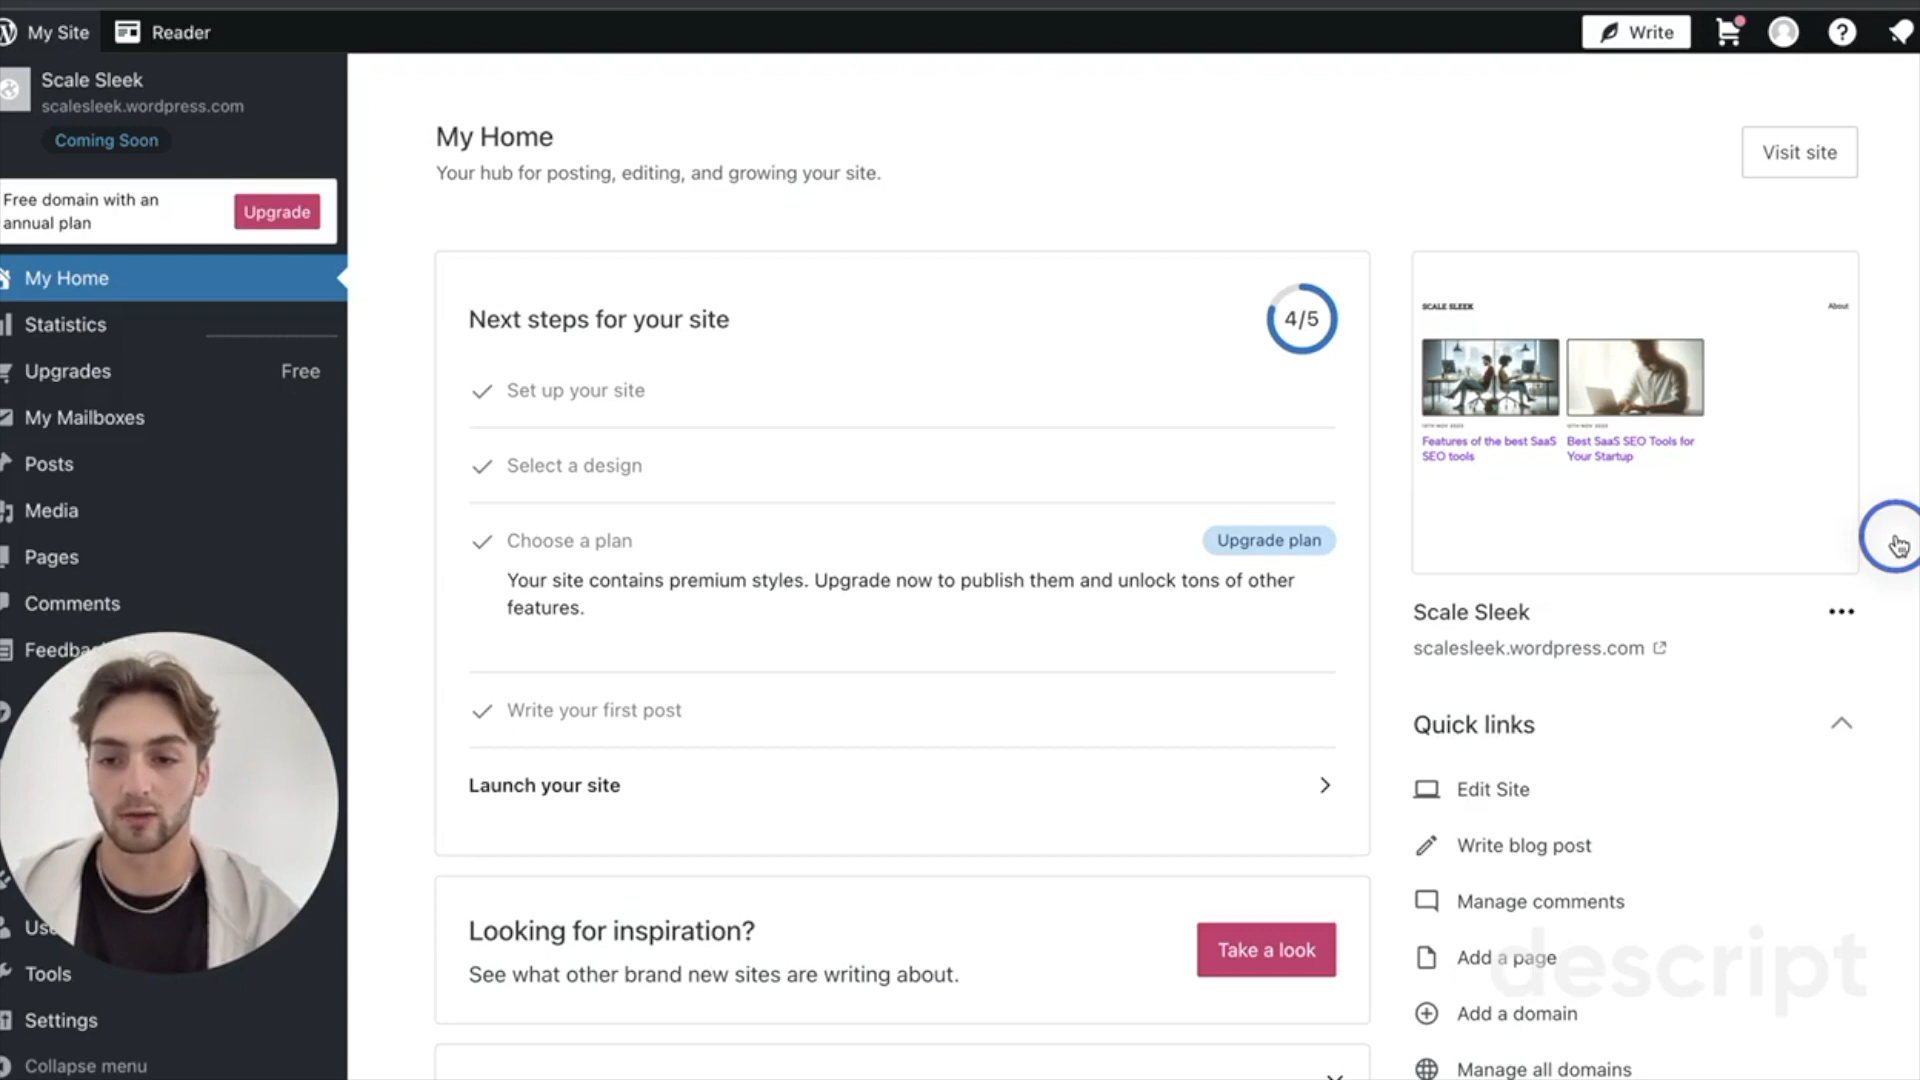 My Site
Reader
Write
Scale Sleek
scalesleek.wordpress.com
Coming Soon
Free domain with an
annual plan
Upgrade
My Home
Statistics
Upgrades
Free
My Mailboxes
Posts
Media
Pages
Comments
Feedba
Us
Tools
Settings
Collapse menu
My Home
Your hub for posting, editing, and growing your site.
Visit site
Next steps for your site
4/5
Set up your site
Select a design
Choose a plan
Upgrade plan
Your site contains premium styles. Upgrade now to publish them and unlock tons of other
features.
Write your first post
Launch your site
Looking for inspiration?
See what other brand new sites are writing about.
Take a look
SCALE SLEEK
About
Features of the best SaaS
SEO tools
Best SaaS SEO Tools for
Your Startup
Scale Sleek
scalesleek.wordpress.com
Quick links
Edit Site
Write blog post
Manage comments
Add a page
Add a domain
Manage all domains
descript